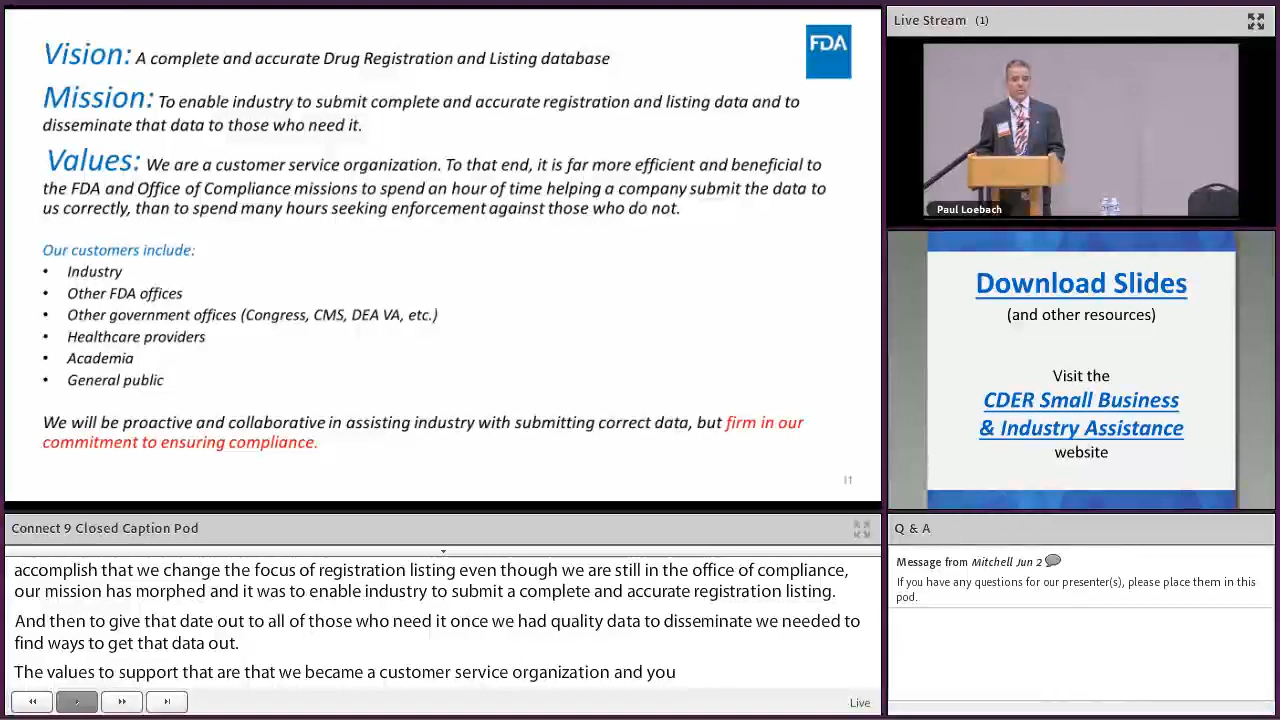 FDA
Vision: A complete and accurate Drug Registration and Listing database
Mission: To enable industry to submit complete and accurate registration and listing data and to
disseminate that data to those who need it.
Values: We are a customer service organization. To that end, it is far more efficient and beneficial to
the FDA and Office of Compliance missions to spend an hour of time helping a company submit the data to
us correctly, than to spend many hours seeking enforcement against those who do not.
Our customers include:
• Industry
• Other FDA offices
• Other government offices (Congress, CMS, DEA VA, etc.)
• Healthcare providers
• Academia
• General public
We will be proactive and collaborative in assisting industry with submitting correct data, but firm in our
commitment to ensuring compliance.
11
Live Stream (1)
Paul Loebach
Download Slides
(and other resources)
Visit the
CDER Small Business
& Industry Assistance
website
Connect 9 Closed Caption Pod
accomplish that we change the focus of registration listing even though we are still in the office of compliance,
our mission has morphed and it was to enable industry to submit a complete and accurate registration listing.
And then to give that date out to all of those who need it once we had quality data to disseminate we needed to
find ways to get that data out.
The values to support that are that we became a customer service organization and you
Live
Q & A
Message from Mitchell Jun 2
If you have any questions for our presenter(s), please place them in this
pod.